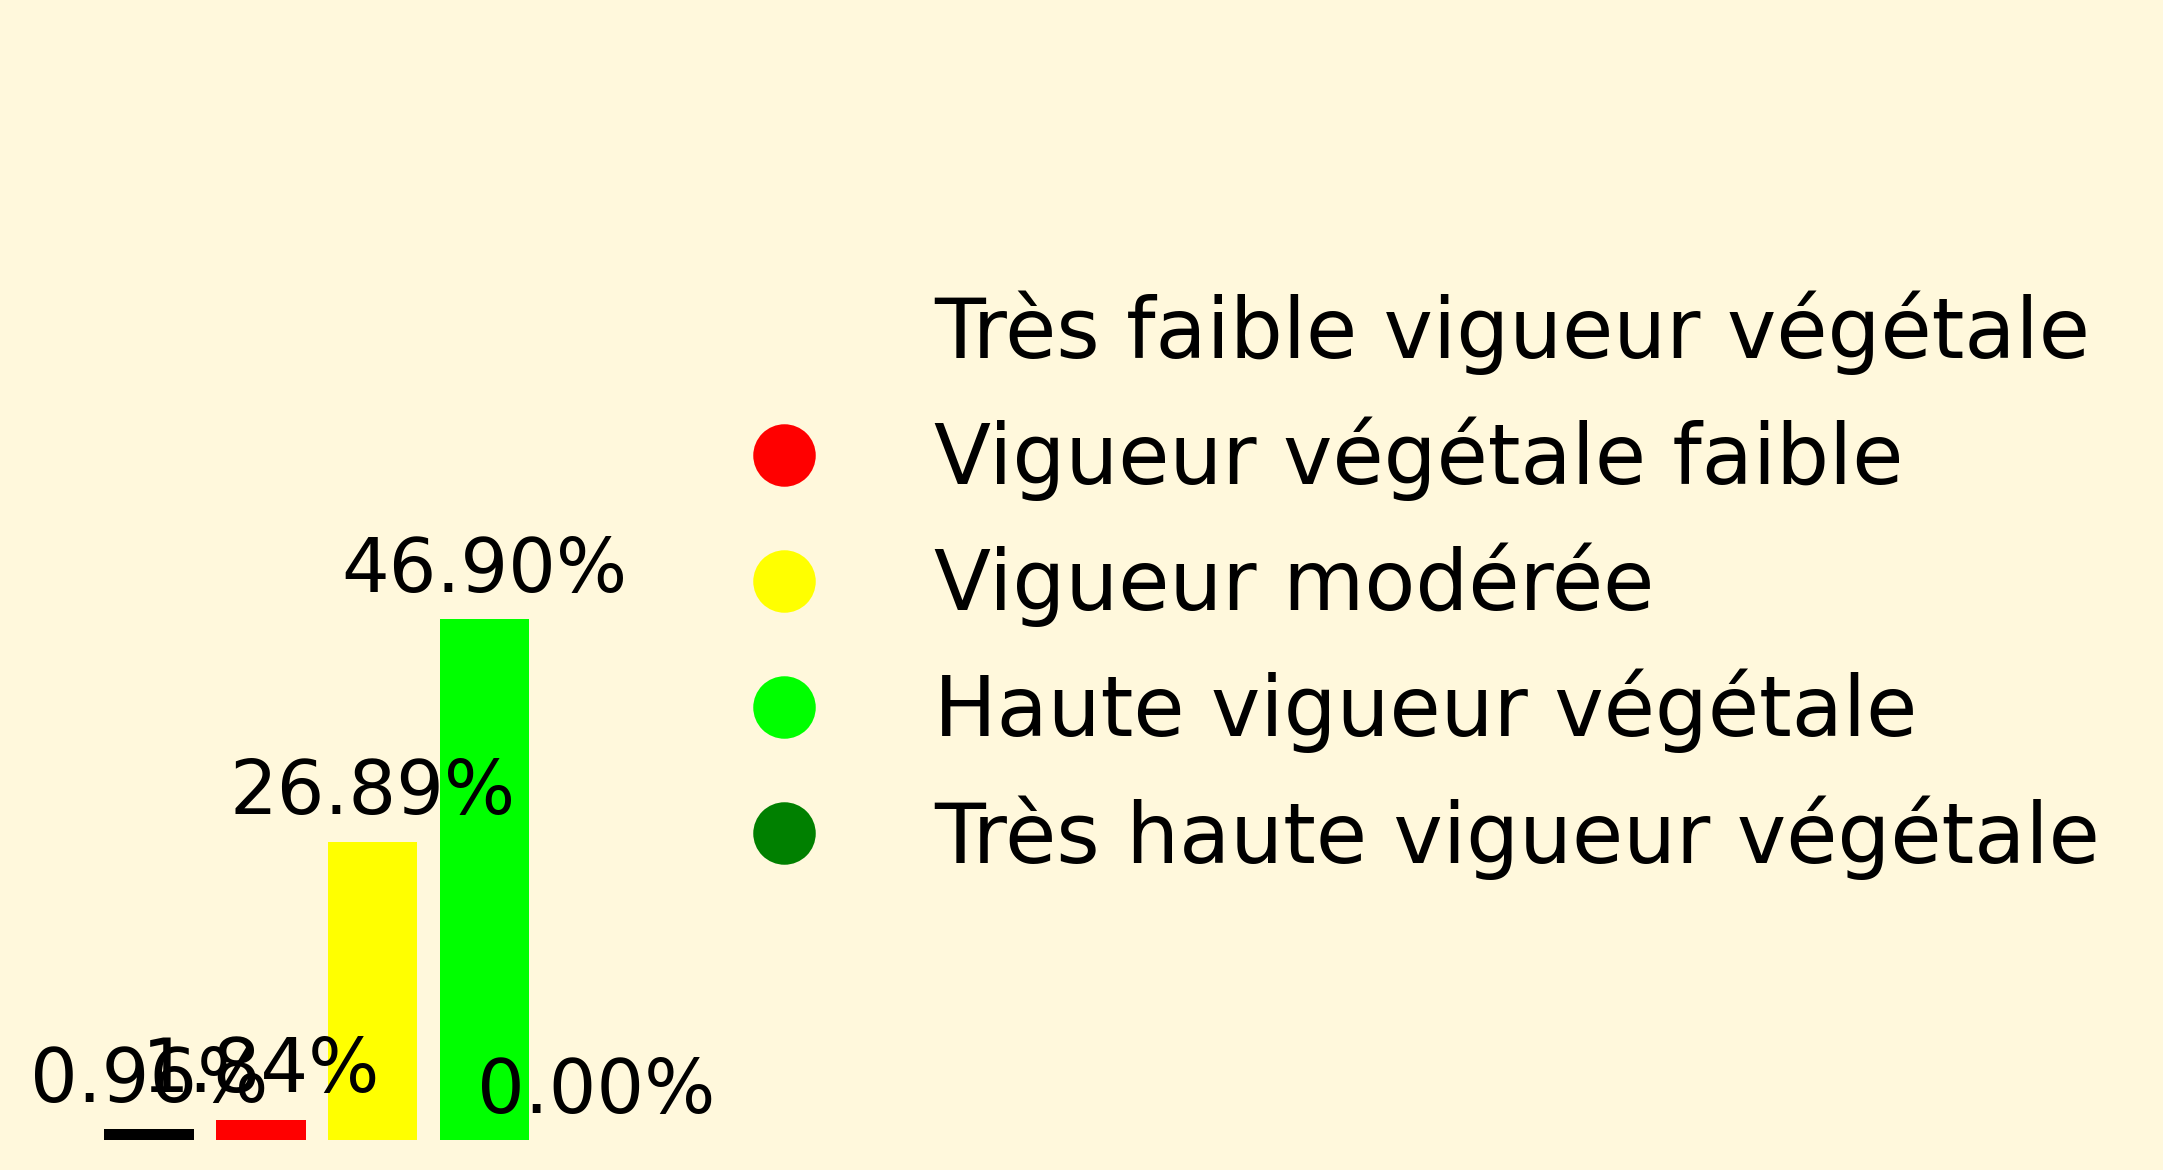 Très faible vigueur végétale
Vigueur végétale faible
Vigueur modérée
Haute vigueur végétale
Très haute vigueur végétale
46.90%
26.89%
0.96%
1.84%
0.00%